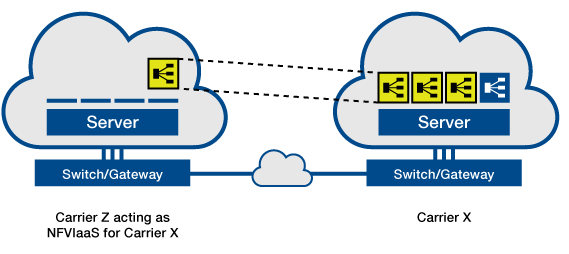 Server
Server
Switch/Gateway
Switch/Gateway
Carrier Z acting as
NFVIaaS for Carrier X
Carrier X